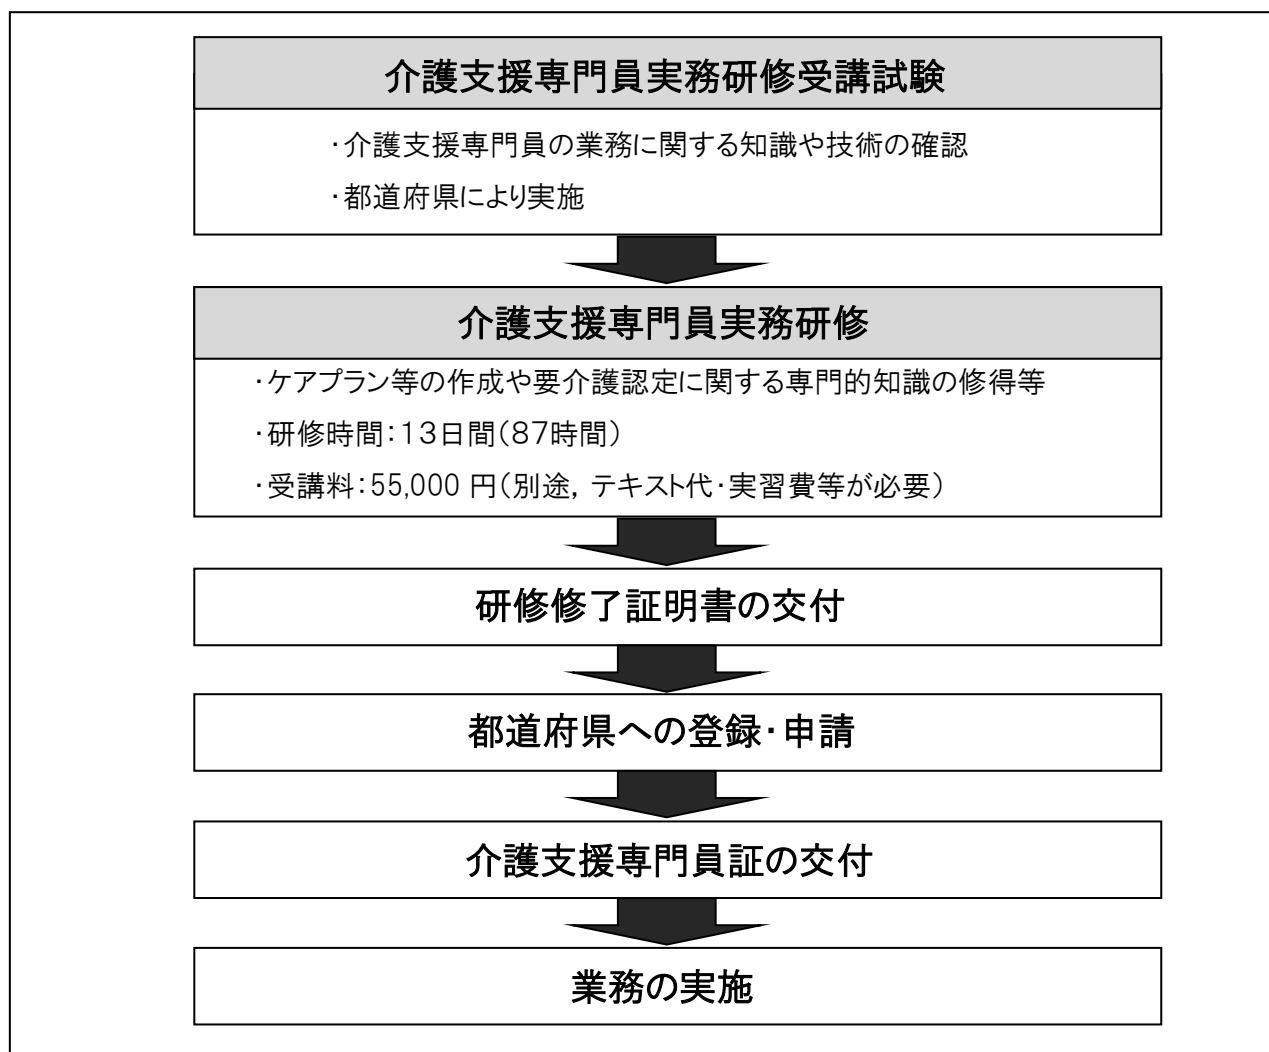 介護支援専門員実務研修受講試験
・介護支援専門員の業務に関する知識や技術の確認
・都道府県により実施
介護支援専門員実務研修
・ケアプラン等の作成や要介護認定に関する専門的知識の修得等
・研修時間：13日間（87時間）
・受講料：55,000 円（別途，テキスト代・実習費等が必要）
研修修了証明書の交付
都道府県への登録・申請
介護支援専門員証の交付
業務の実施